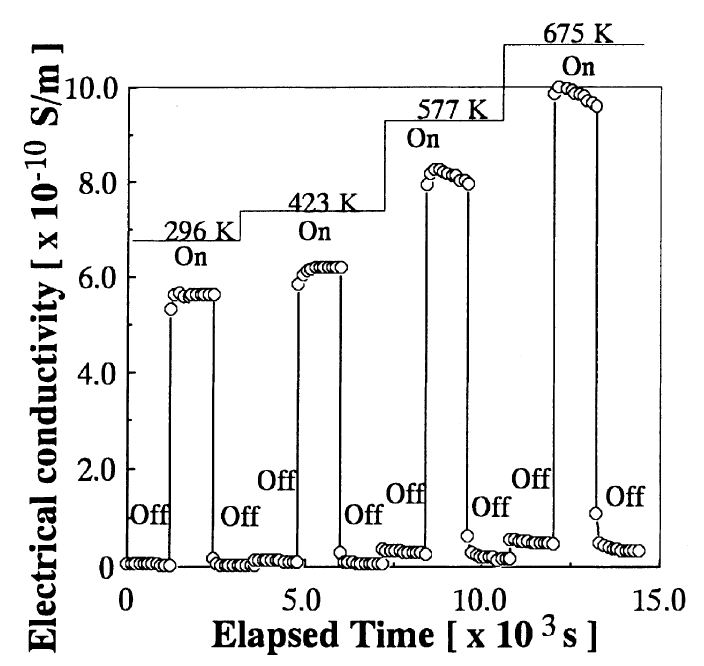 675 K
On
10.0
577 K
On
8.0
423 K
On
296 K
On
6.0
4.0
2.0
Off
Off
Off
Off
Off
Off
Off
Off
0
0
5.0
10.0
15.0
Electrical conductivity [ x 10-10 S/m ]
Elapsed Time [ x 10 3 s ]